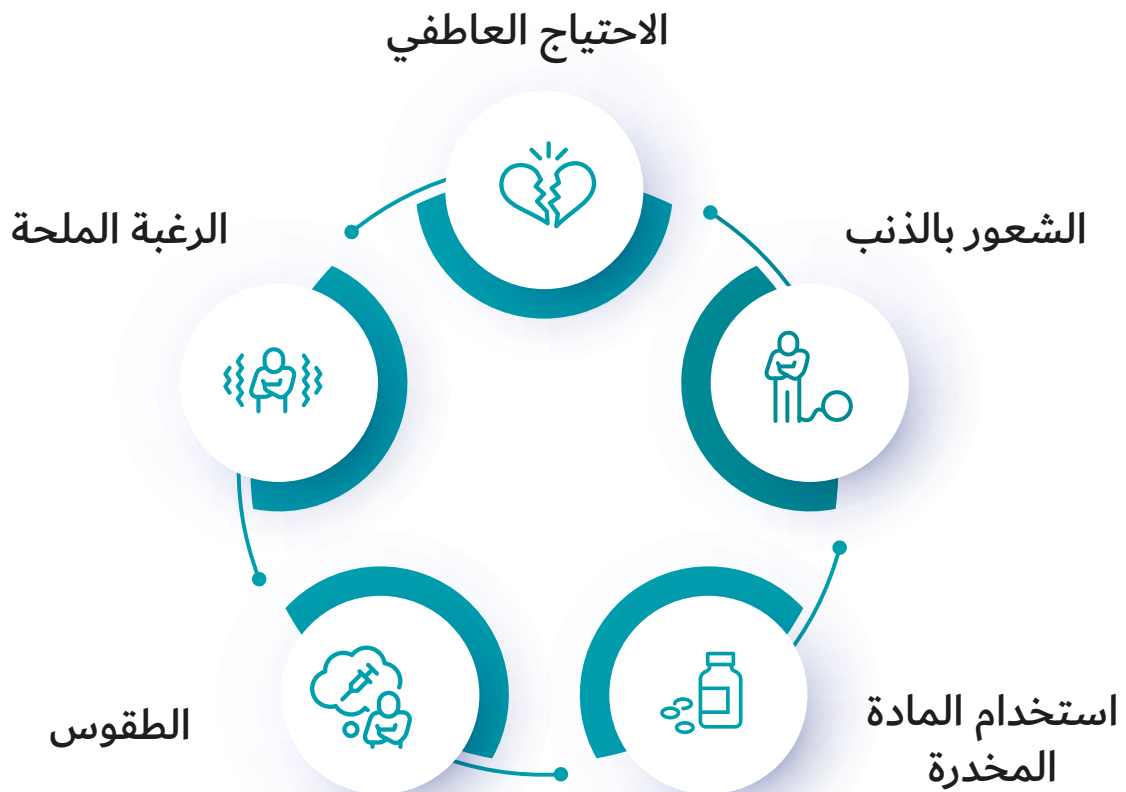 الاحتياج العاطفي
الشعور بالذنب
الرغبة الملحة
استخدام المادة
المخدرة
الطقوس